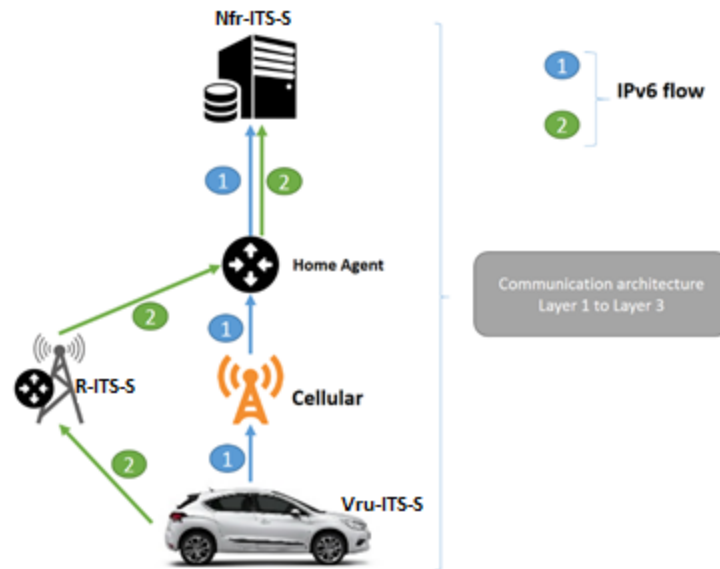 Nfr-ITS-S
1
IPv6 flow
2
1
2
Home Agent
2
1
Communication architecture
Layer 1 to Layer 3
R-ITS-S
Cellular
2
1
Vru-ITS-S